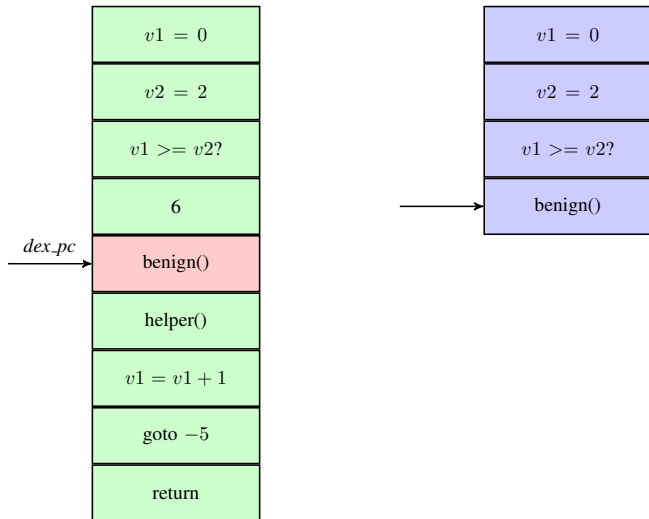 v1 = 0
v2 = 2
v1 >= v2?
6
dex_pc
benign()
helper()
v1 = v1 + 1
goto −5
return
v1 = 0
v2 = 2
v1 >= v2?
benign()